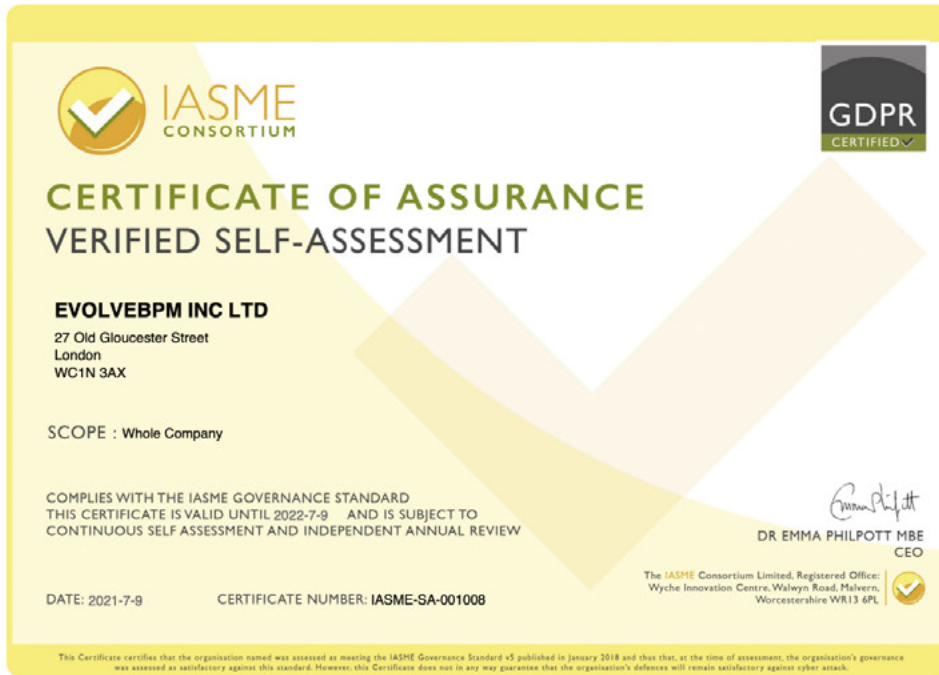 IASME
CONSORTIUM
GDPR
CERTIFIED
CERTIFICATE OF ASSURANCE
VERIFIED SELF-ASSESSMENT
EVOLVEBPM INC LTD
27 Old Gloucester Street
London
WC1N 3AX
SCOPE : Whole Company
COMPLIES WITH THE IASME GOVERNANCE STANDARD
THIS CERTIFICATE IS VALID UNTIL 2022-7-9 AND IS SUBJECT TO
CONTINUOUS SELF ASSESSMENT AND INDEPENDENT ANNUAL REVIEW
Emma Philpott
DR EMMA PHILPOTT MBE
CEO
The IASME Consortium Limited, Registered Office:
Wyche Innovation Centre, Walwyn Road, Malvern,
Worcestershire WR13 6PL
DATE: 2021-7-9 CERTIFICATE NUMBER: IASME-SA-001008
This Certificate certifies that the organisation named was assessed as meeting the IASME Governance Standard v5 published in January 2018 and thus that, at the time of assessment, the organisation's governance
was assessed as satisfactory against this standard. However, this Certificate does not in any way guarantee that the organisation's defences will remain satisfactory against cyber attack.